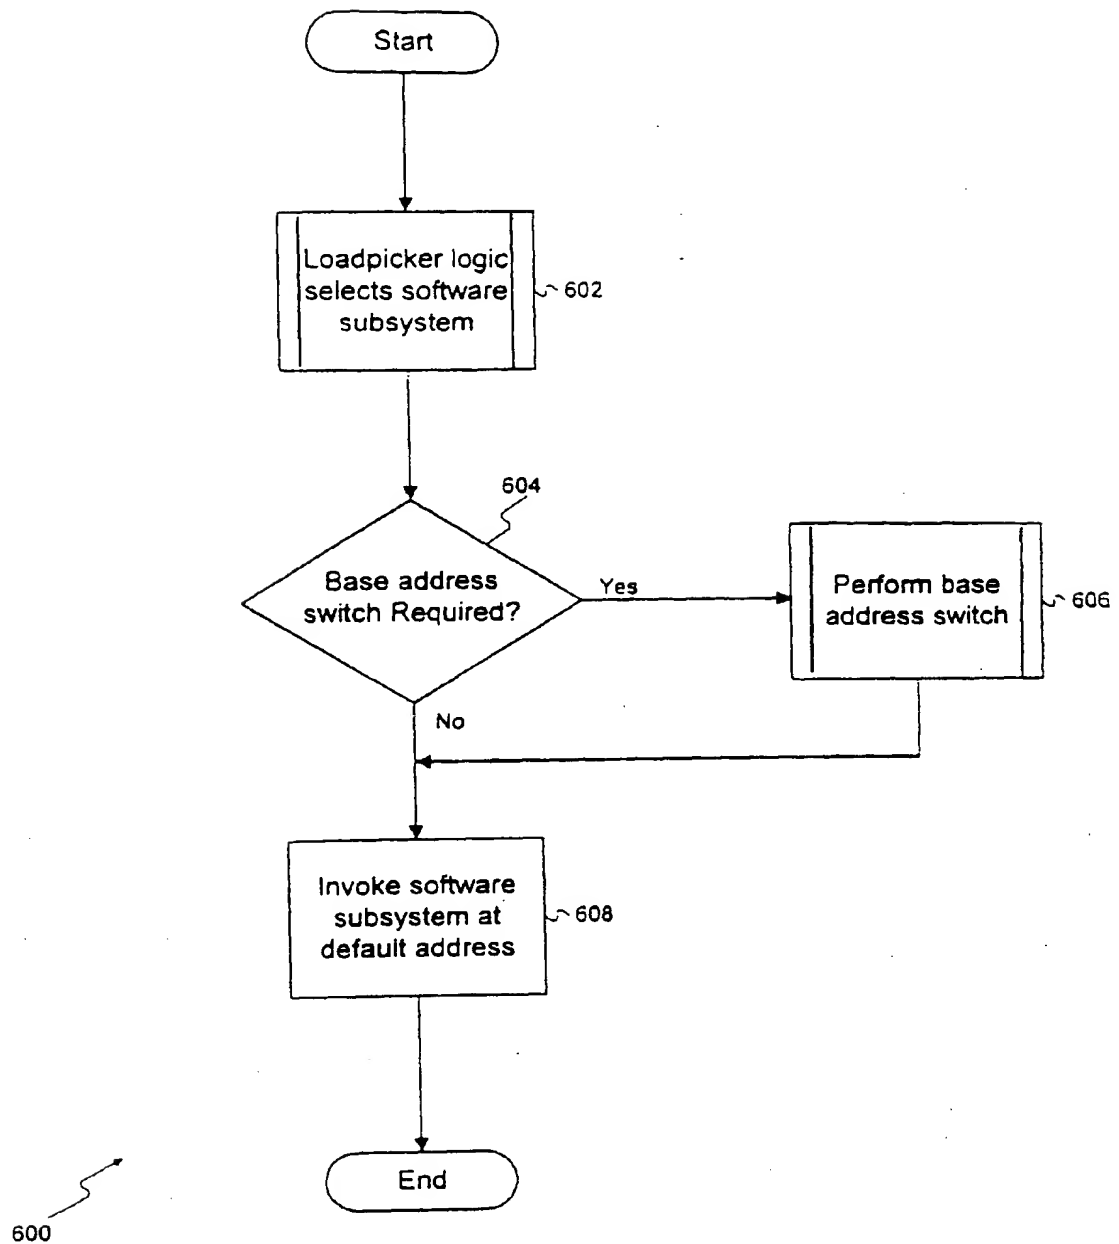 Start
Loadpicker logic
selects software
subsystem
602
604
Base address
switch Required?
Yes
Perform base
address switch
606
No
Invoke software
subsystem at
default address
608
End
600